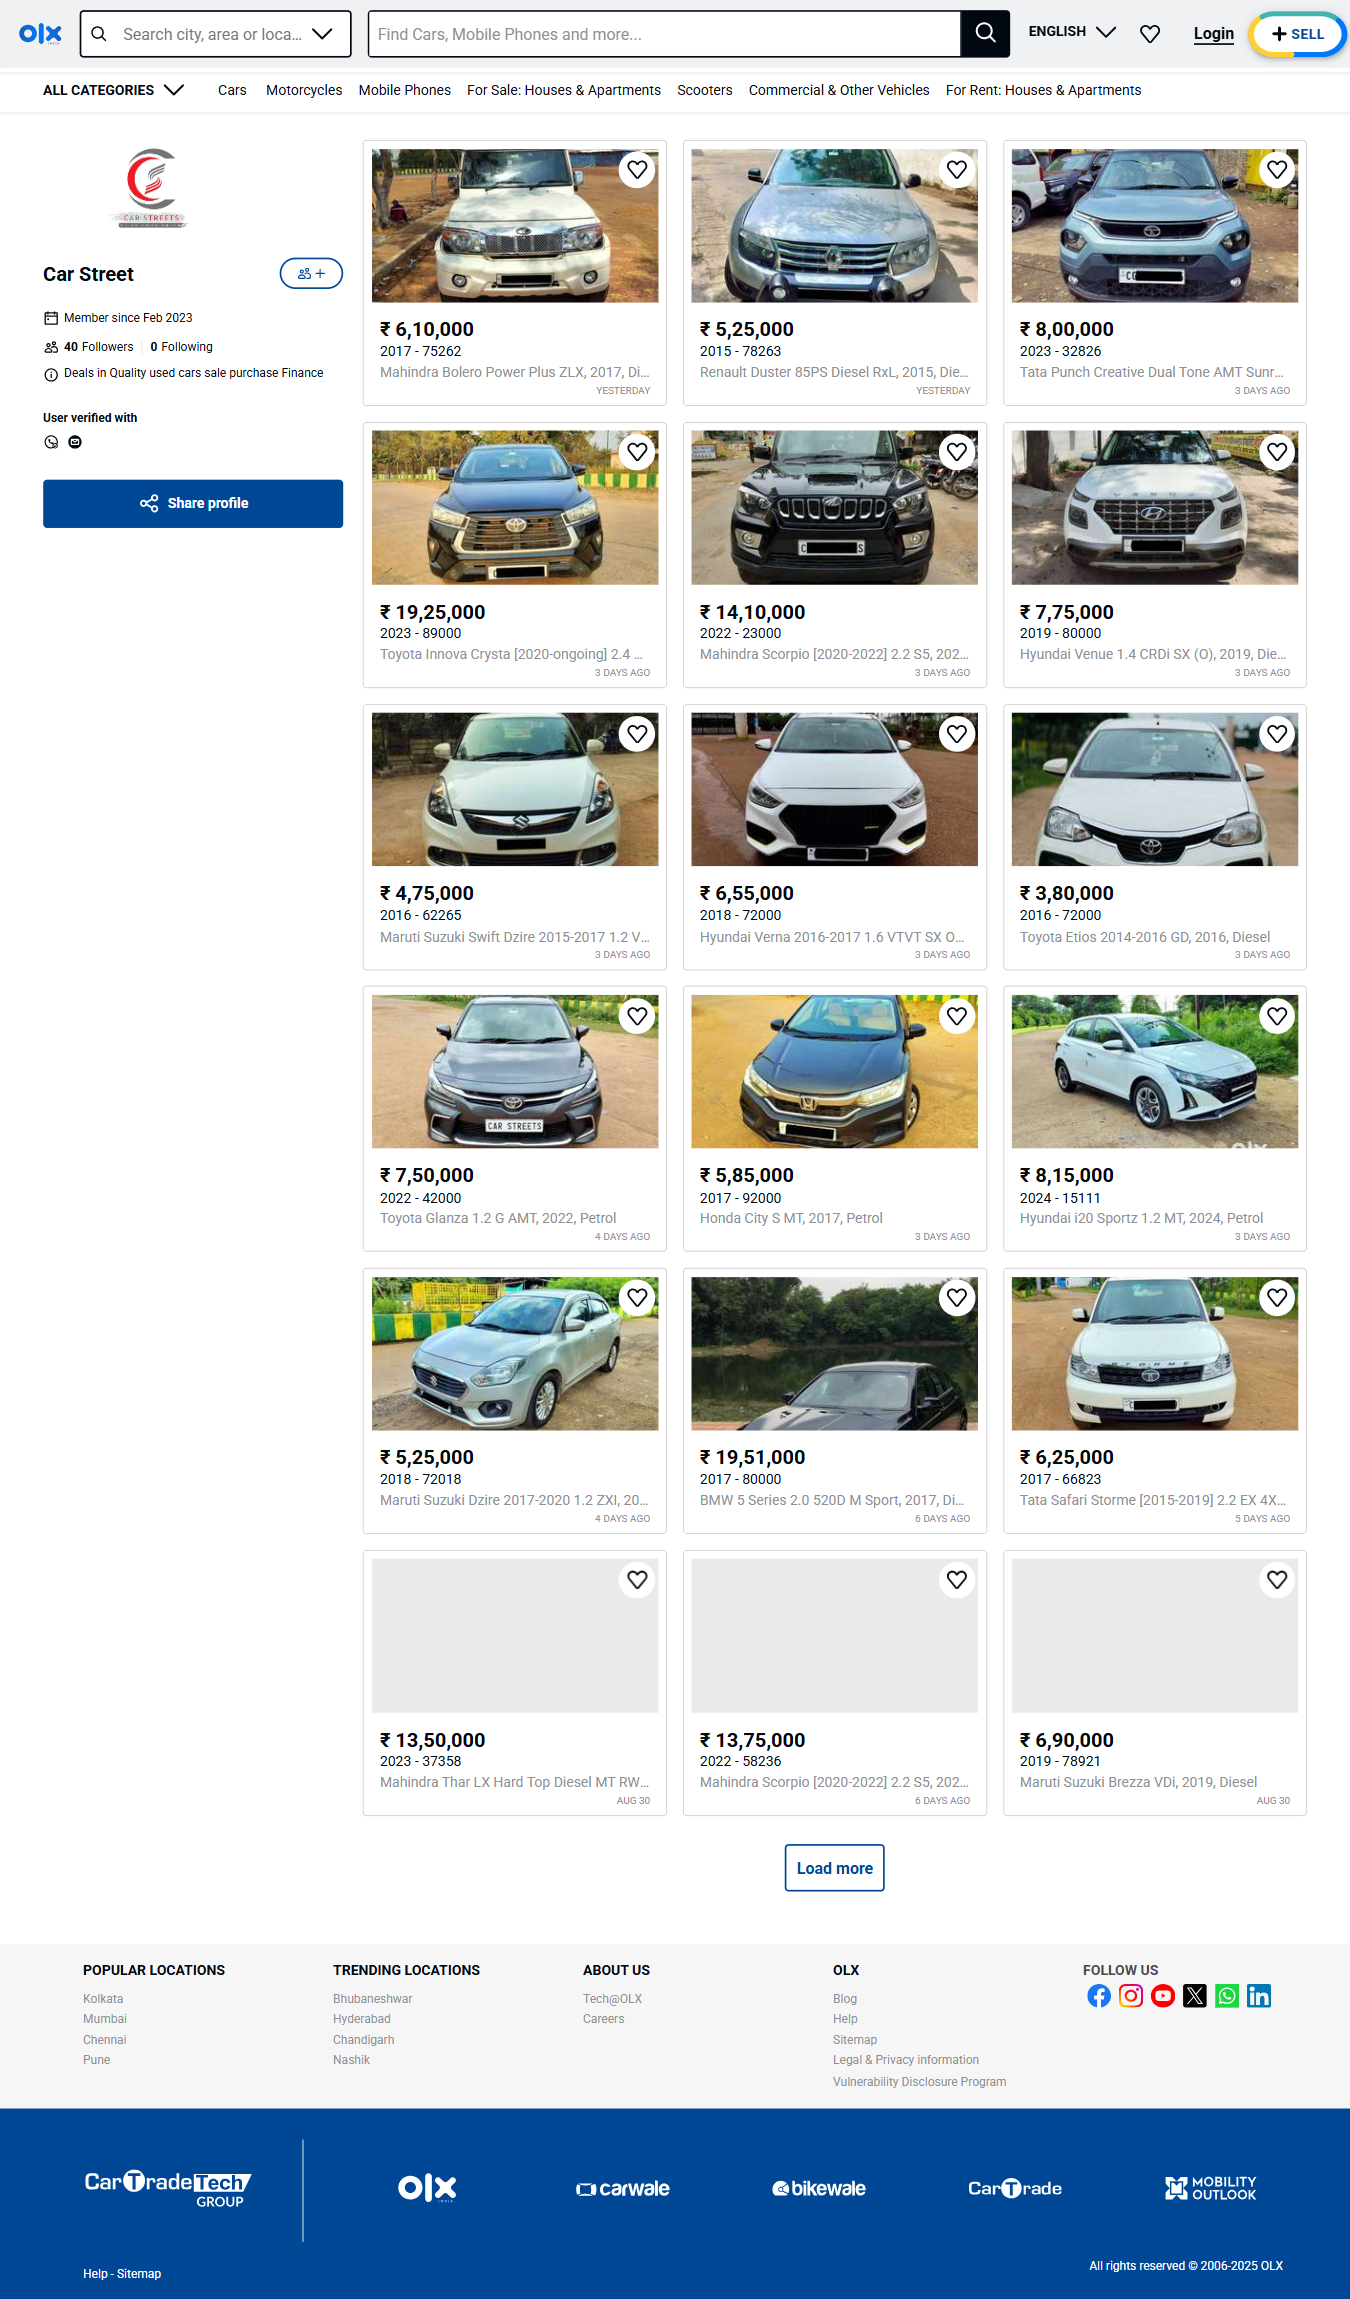 olx
INDIA
Search city, area or loca...
Find Cars, Mobile Phones and more...
ENGLISH
Login
SELL
ALL CATEGORIES
Cars
Motorcycles
Mobile Phones
For Sale: Houses & Apartments
Scooters
Commercial & Other Vehicles
For Rent: Houses & Apartments
CAR STREETS
Car Street
Member since Feb 2023
40 Followers
0 Following
Deals in Quality used cars sale purchase Finance
User verified with
Share profile
₹ 6,10,000
2017 - 75262
Mahindra Bolero Power Plus ZLX, 2017, Di...
YESTERDAY
₹ 5,25,000
2015 - 78263
Renault Duster 85PS Diesel RxL, 2015, Die...
YESTERDAY
₹ 8,00,000
2023 - 32826
Tata Punch Creative Dual Tone AMT Sunr...
3 DAYS AGO
₹ 19,25,000
2023 - 89000
Toyota Innova Crysta [2020-ongoing] 2.4 ...
3 DAYS AGO
₹ 14,10,000
2022 - 23000
Mahindra Scorpio [2020-2022] 2.2 S5, 202...
3 DAYS AGO
VENUE
₹ 7,75,000
2019 - 80000
Hyundai Venue 1.4 CRDi SX (O), 2019, Die...
3 DAYS AGO
₹ 4,75,000
2016 - 62265
Maruti Suzuki Swift Dzire 2015-2017 1.2 V...
3 DAYS AGO
₹ 6,55,000
2018 - 72000
Hyundai Verna 2016-2017 1.6 VTVT SX O...
3 DAYS AGO
₹ 3,80,000
2016 - 72000
Toyota Etios 2014-2016 GD, 2016, Diesel
3 DAYS AGO
CAR STREETS
₹ 7,50,000
2022 - 42000
Toyota Glanza 1.2 G AMT, 2022, Petrol
4 DAYS AGO
₹ 5,85,000
2017 - 92000
Honda City S MT, 2017, Petrol
3 DAYS AGO
olx
₹ 8,15,000
2024 - 15111
Hyundai i20 Sportz 1.2 MT, 2024, Petrol
3 DAYS AGO
₹ 5,25,000
2018 - 72018
Maruti Suzuki Dzire 2017-2020 1.2 ZXI, 20...
4 DAYS AGO
₹ 19,51,000
2017 - 80000
BMW 5 Series 2.0 520D M Sport, 2017, Di...
6 DAYS AGO
STORME
₹ 6,25,000
2017 - 66823
Tata Safari Storme [2015-2019] 2.2 EX 4X...
5 DAYS AGO
₹ 13,50,000
2023 - 37358
Mahindra Thar LX Hard Top Diesel MT RW...
AUG 30
₹ 13,75,000
2022 - 58236
Mahindra Scorpio [2020-2022] 2.2 S5, 202...
6 DAYS AGO
₹ 6,90,000
2019 - 78921
Maruti Suzuki Brezza VDi, 2019, Diesel
AUG 30
Load more
POPULAR LOCATIONS
Kolkata
Mumbai
Chennai
Pune
TRENDING LOCATIONS
Bhubaneshwar
Hyderabad
Chandigarh
Nashik
ABOUT US
Tech@OLX
Careers
OLX
Blog
Help
Sitemap
Legal & Privacy information
Vulnerability Disclosure Program
FOLLOW US
CarTradeTech
GROUP
olx
INDIA
carwale
bikewale
CarTrade
MOBILITY
OUTLOOK
Help - Sitemap
All rights reserved © 2006-2025 OLX